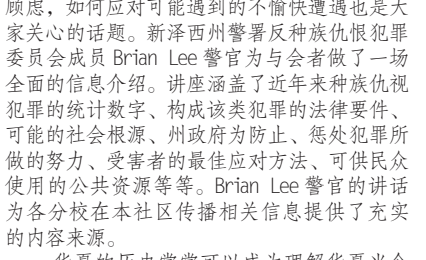 顾虑，如何应对可能遇到的不愉快遭遇也是大
家关心的话题。新泽西州警署反种族仇恨犯罪
委员会成员 Brian Lee 警官为与会者做了一场
全面的信息介绍。讲座涵盖了近年来种族仇视
犯罪的统计数字、构成该类犯罪的法律要件、
可能的社会根源、州政府为防止、惩处犯罪所
做的努力、受害者的最佳应对方法、可供民众
使用的公共资源等等。Brian Lee 警官的讲话
为各分校在本社区传播相关信息提供了充实
的内容来源。